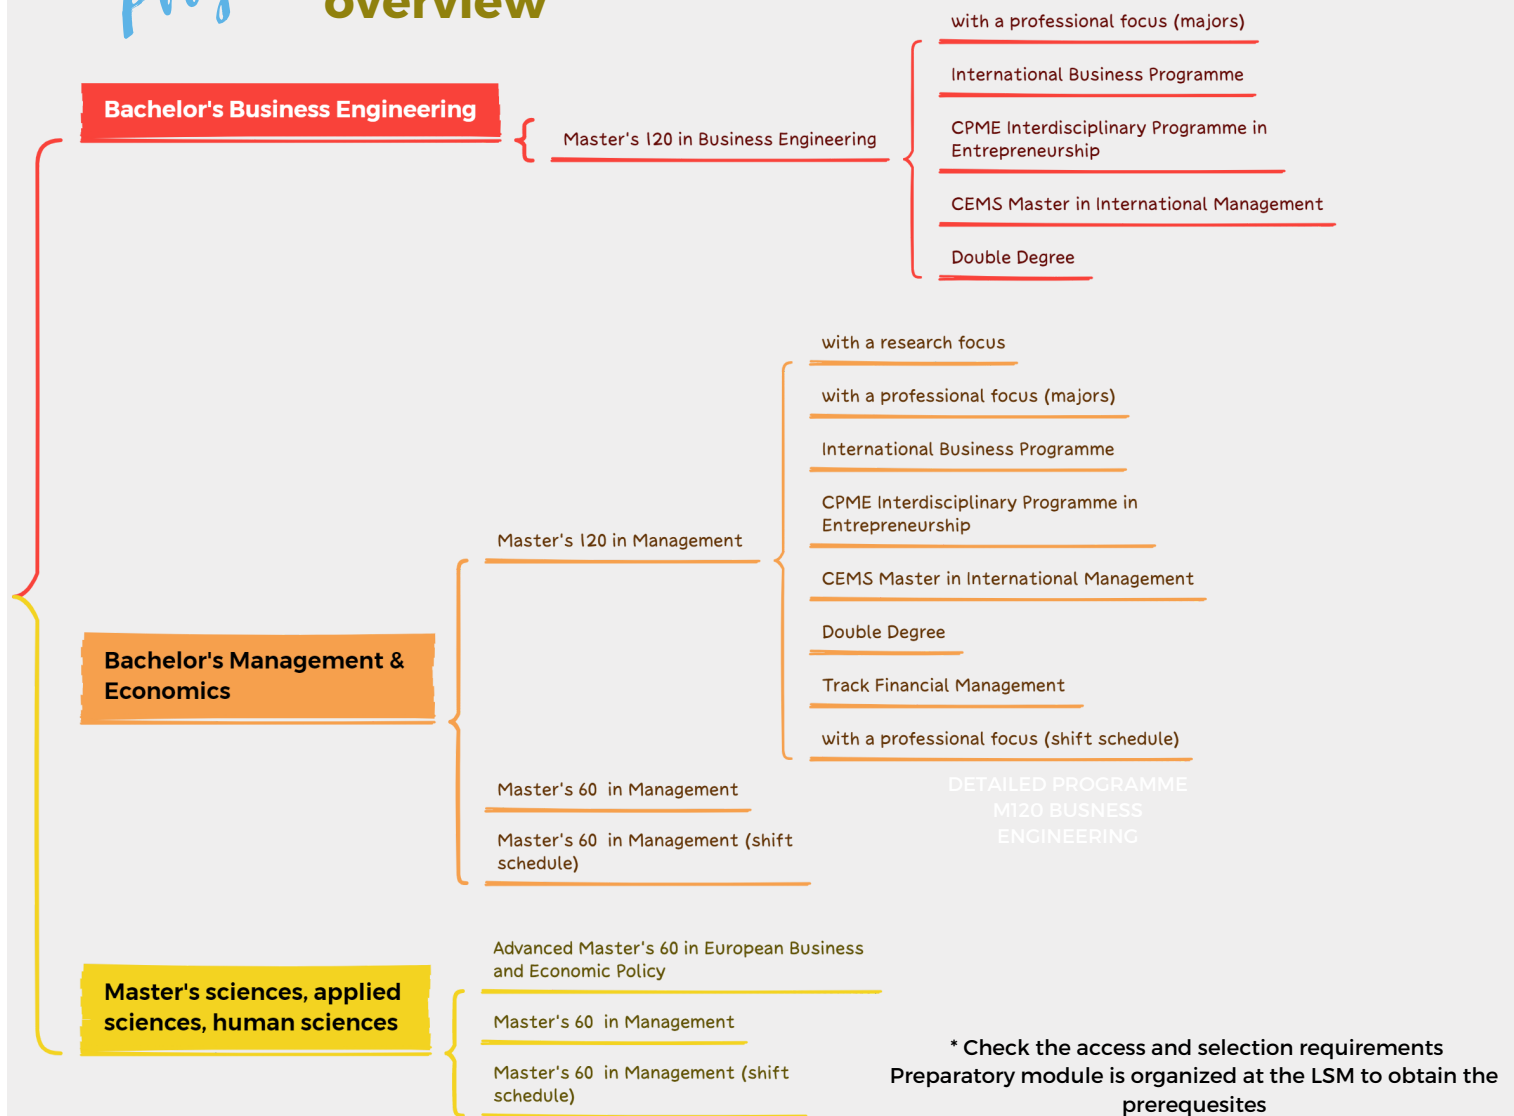 overview
with a professional focus (majors)
Bachelor's Business Engineering
International Business Programme
Master's 120 in Business Engineering
CPME Interdisciplinary Programme in
Entrepreneurship
CEMS Master in International Management
Double Degree
with a research focus
with a professional focus (majors)
International Business Programme
CPME Interdisciplinary Programme in
Entrepreneurship
Master's 120 in Management
CEMS Master in International Management
Double Degree
Bachelor's Management &
Economics
Track Financial Management
with a professional focus (shift schedule)
DETAILED PROGRAMME
M120 BUSNESS
ENGINEERING
Master's 60 in Management
Master's 60 in Management (shift
schedule)
Advanced Master's 60 in European Business
and Economic Policy
Master's sciences, applied
sciences, human sciences
Master's 60 in Management
Master's 60 in Management (shift
schedule)
* Check the access and selection requirements
Preparatory module is organized at the LSM to obtain the
prerequesites